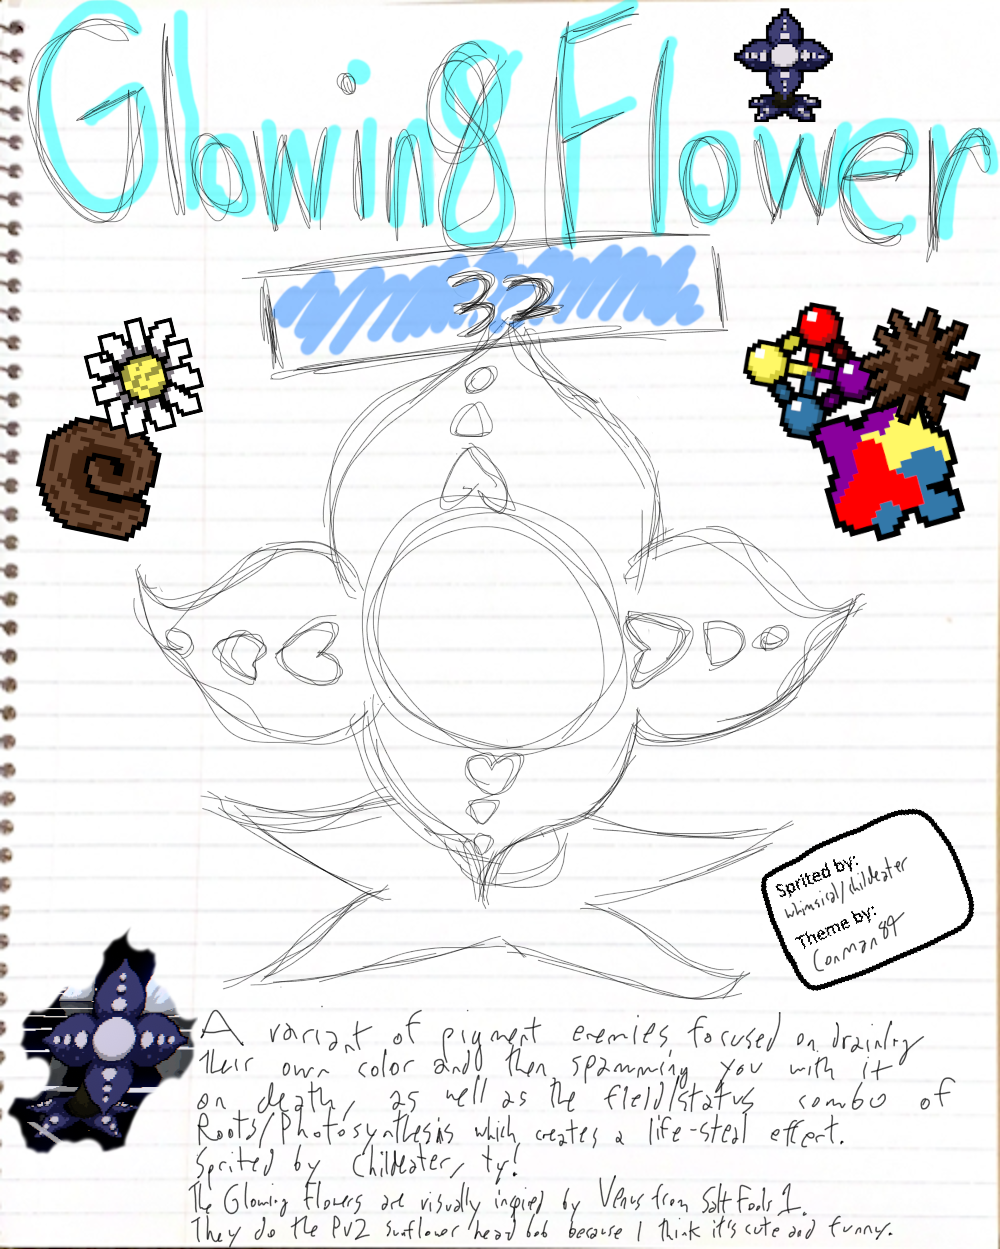 Glowing Flower
32
Sprited by:
whimsical/childeater
Theme by:
Conman84
A variant of pigment enemies focused on draining
their own color and then spamming you with it
on death, as well as the field/status combo of
Roots/Photosynthesis which creates a life-steal effect.
Sprited by Childeater, ty!
The Glowing Flowers are visually inspied by Venus from Salt Fools 1.
They do the PVZ sunflower head bob because I think it's cute and funny.